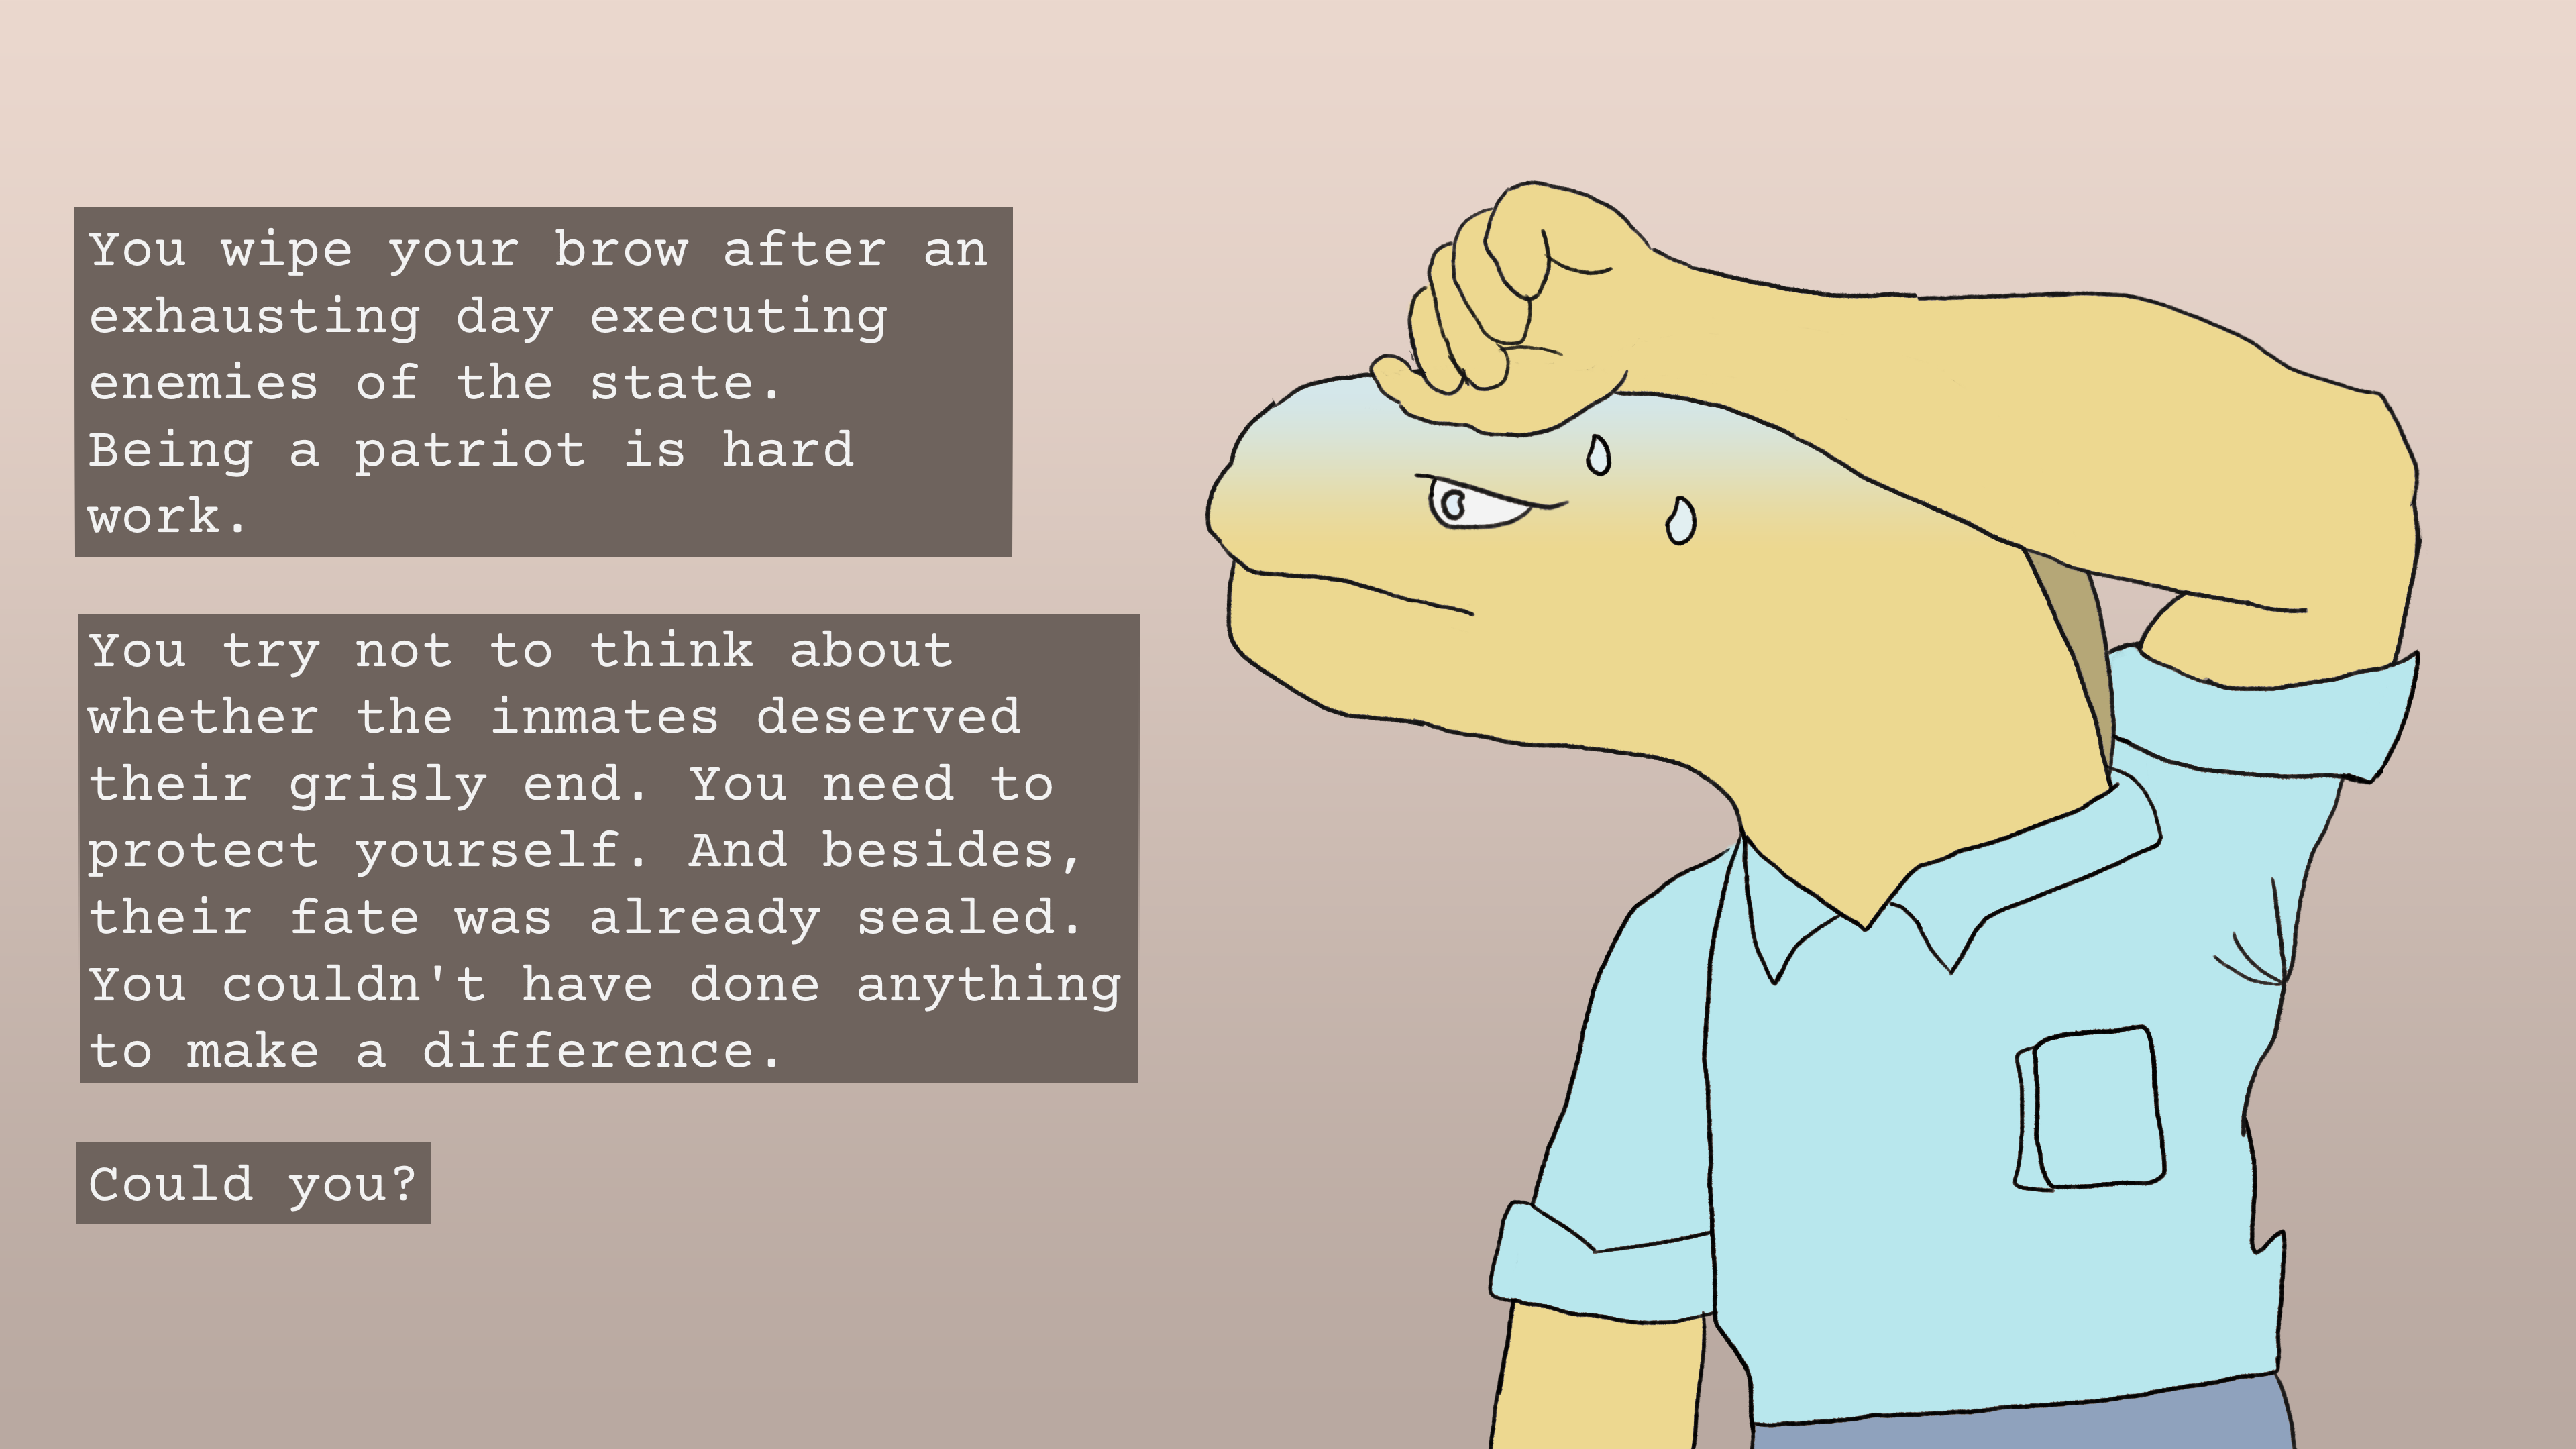 You wipe your brow after an
exhausting day executing
enemies of the state.
Being a patriot is hard
work.
You try not to think about
whether the inmates deserved
their grisly end. You need to
protect yourself. And besides,
their fate was already sealed.
You couldn't have done anything
to make a difference.
Could you?